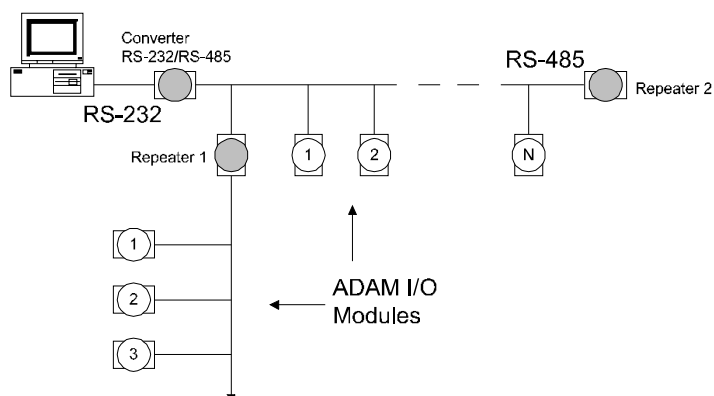 Converter
RS-232/RS-485
RS-485
Repeater 2
RS-232
Repeater 1
1
2
N
1
2
3
ADAM I/O
Modules